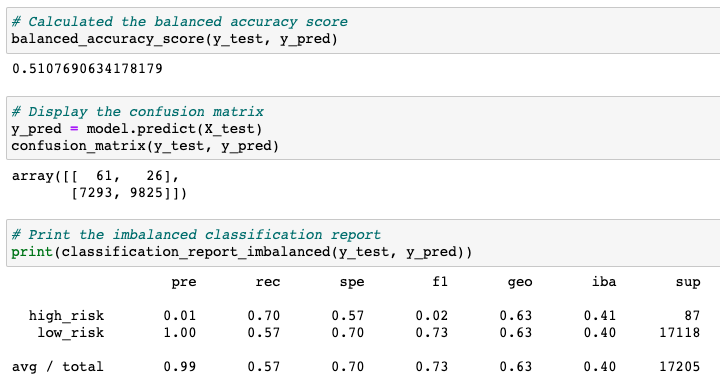 # Calculated the balanced accuracy score
balanced_accuracy_score(y_test, y_pred)
0.5107690634178179
# Display the confusion matrix
y_pred = model.predict(X_test)
confusion_matrix(y_test, y_pred)
array([[  61,   26],
       [7293, 9825]])
# Print the imbalanced classification report
print(classification_report_imbalanced(y_test, y_pred))
pre rec spe f1 geo iba sup
high_risk 0.01 0.70 0.57 0.02 0.63 0.41 87
low_risk 1.00 0.57 0.70 0.73 0.63 0.40 17118
avg / total 0.99 0.57 0.70 0.73 0.63 0.40 17205